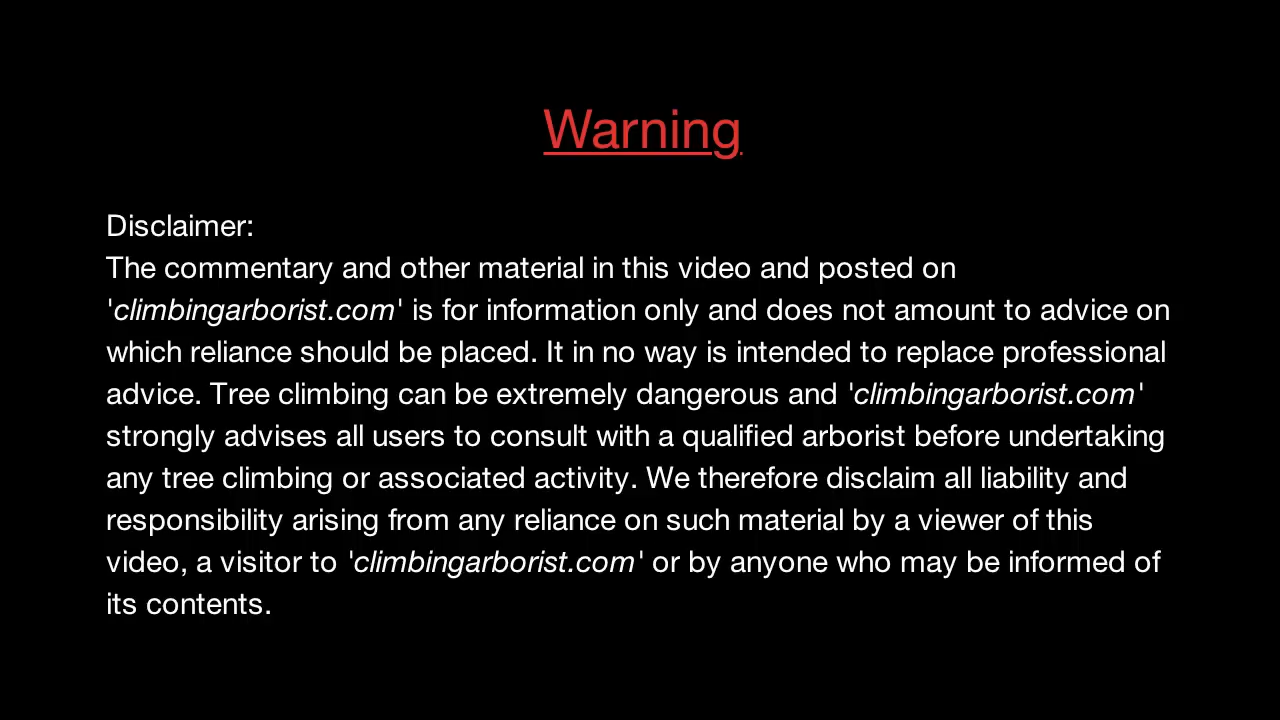 Warning
Disclaimer:
The commentary and other material in this video and posted on
'climbingarborist.com' is for information only and does not amount to advice on
which reliance should be placed. It in no way is intended to replace professional
advice. Tree climbing can be extremely dangerous and 'climbingarborist.com'
strongly advises all users to consult with a qualified arborist before undertaking
any tree climbing or associated activity. We therefore disclaim all liability and
responsibility arising from any reliance on such material by a viewer of this
video, a visitor to 'climbingarborist.com' or by anyone who may be informed of
its contents.